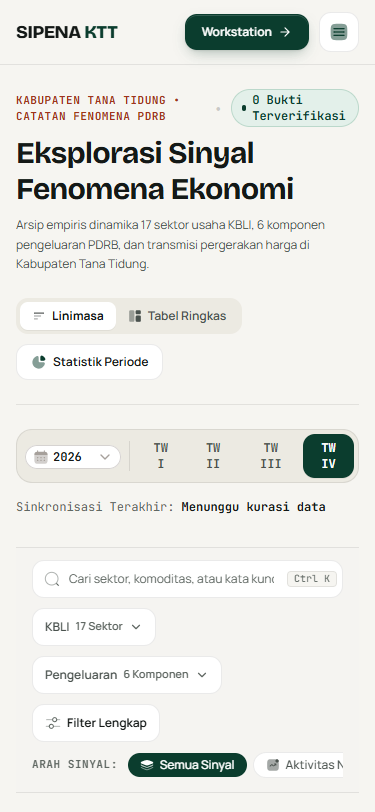 SIPENA KTT
Workstation
KABUPATEN TANA TIDUNG •
CATATAN FENOMENA PDRB
0 Bukti
Terverifikasi
Eksplorasi Sinyal
Fenomena Ekonomi
Arsip empiris dinamika 17 sektor usaha KBLI, 6 komponen
pengeluaran PDRB, dan transmisi pergerakan harga di
Kabupaten Tana Tidung.
Linimasa
Tabel Ringkas
Statistik Periode
2026
TW
I
TW
II
TW
III
TW
IV
Sinkronisasi Terakhir: Menunggu kurasi data
Cari sektor, komoditas, atau kata kunc
Ctrl K
KBLI 17 Sektor
Pengeluaran 6 Komponen
Filter Lengkap
ARAH SINYAL:
Semua Sinyal
Aktivitas N